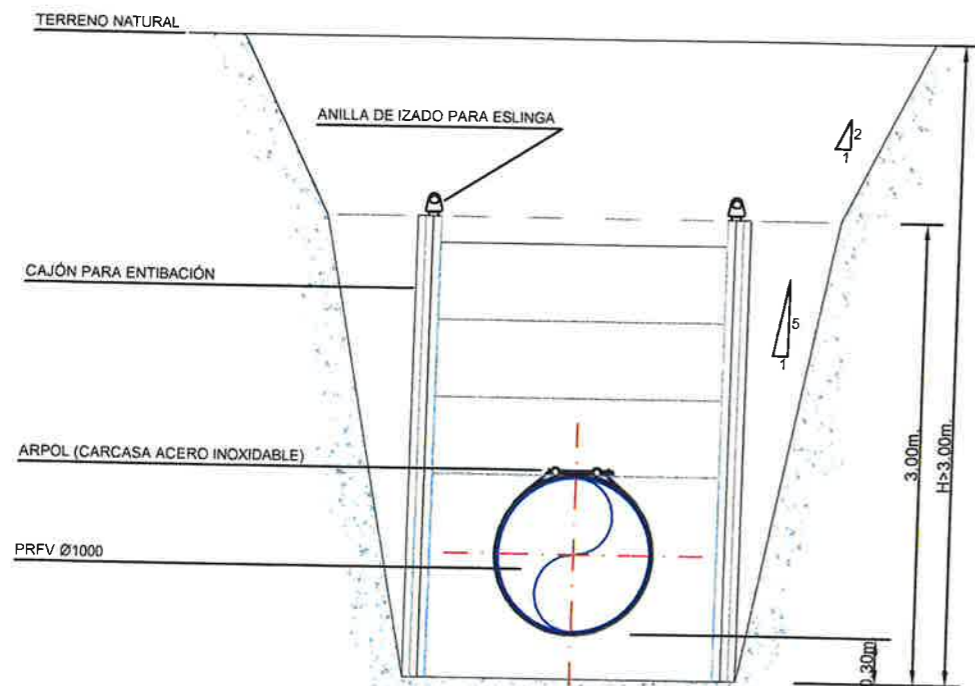 TERRENO NATURAL
ANILLA DE IZADO PARA ESLINGA
2
1
CAJÓN PARA ENTIBACIÓN
5
1
3.00m.
H>3.00m.
ARPOL (CARCASA ACERO INOXIDABLE)
PRFV Ø1000
0.30m